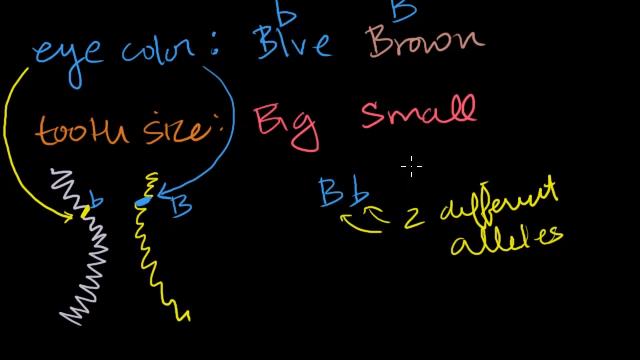 b B
eye color: Blue Brown
tooth size: Big small
b B
Bb 2 different
alleles